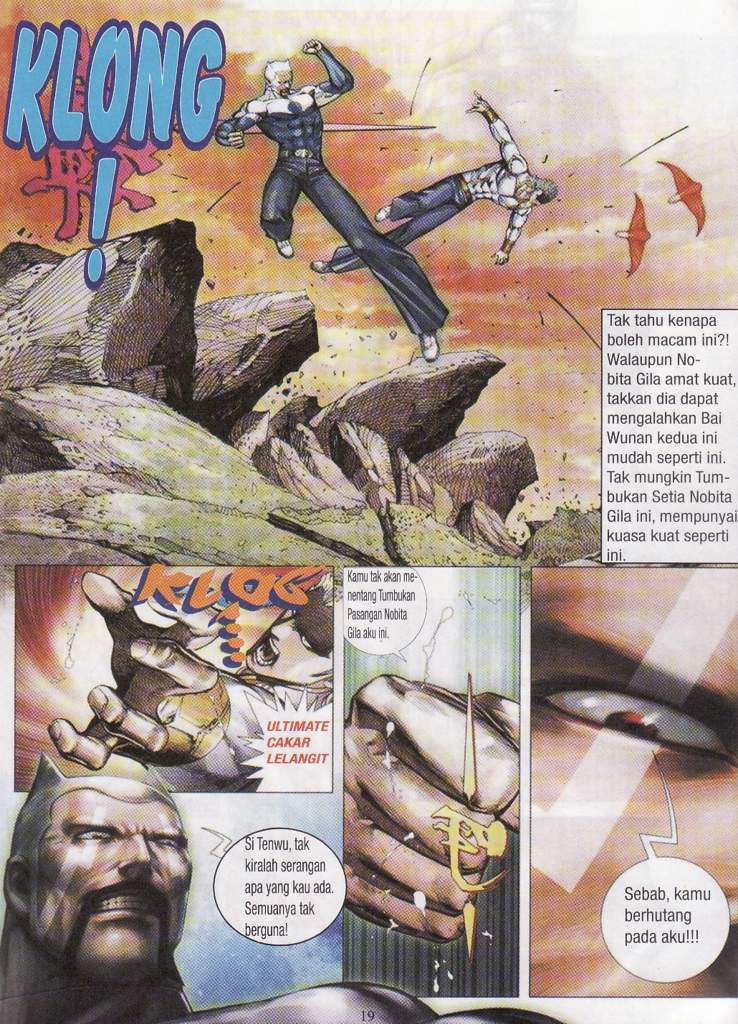 KLONG
!
Tak tahu kenapa
boleh macam ini?!
Walaupun No-
bita Gila amat kuat,
takkan dia dapat
mengalahkan Bai
Wunan kedua ini
mudah seperti ini.
Tak mungkin Tum-
bukan Setia Nobita
Gila ini, mempunyai
kuasa kuat seperti
ini.
KLOG
ULTIMATE
CAKAR
LELANGIT
Kamu tak akan me-
nentang Tumbukan
Pasangan Nobita
Gila aku ini.
Si Tenwu, tak
kiralah serangan
apa yang kau ada.
Semuanya tak
berguna!
Sebab, kamu
berhutang
pada aku!!!
19